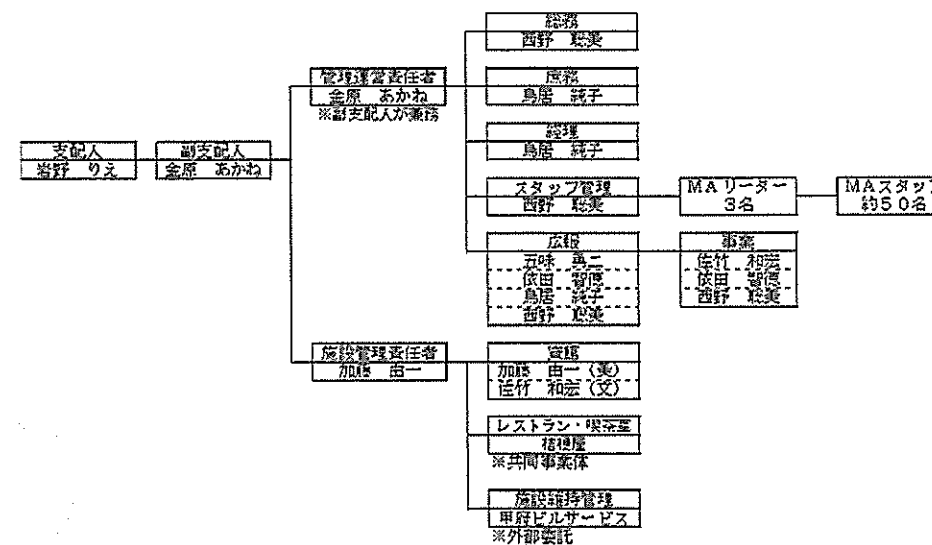 支配人
岩野 りえ
副支配人
金原 あかね
管理運営責任者
金原 あかね
※副支配人が兼務
総務
西野 聡美
庶務
鳥居 純子
経理
鳥居 純子
スタッフ管理
西野 聡美
MAリーダー
3名
MAスタッフ
約50名
広報
五味 真二
依田 智徳
鳥居 純子
西野 聡美
事業
佐竹 和宏
依田 智徳
西野 聡美
施設管理責任者
加藤 由一
貸館
加藤 由一(美)
佐竹 和宏(文)
レストラン・喫茶室
桔梗屋
※共同事業体
施設維持管理
甲府ビルサービス
※外部委託